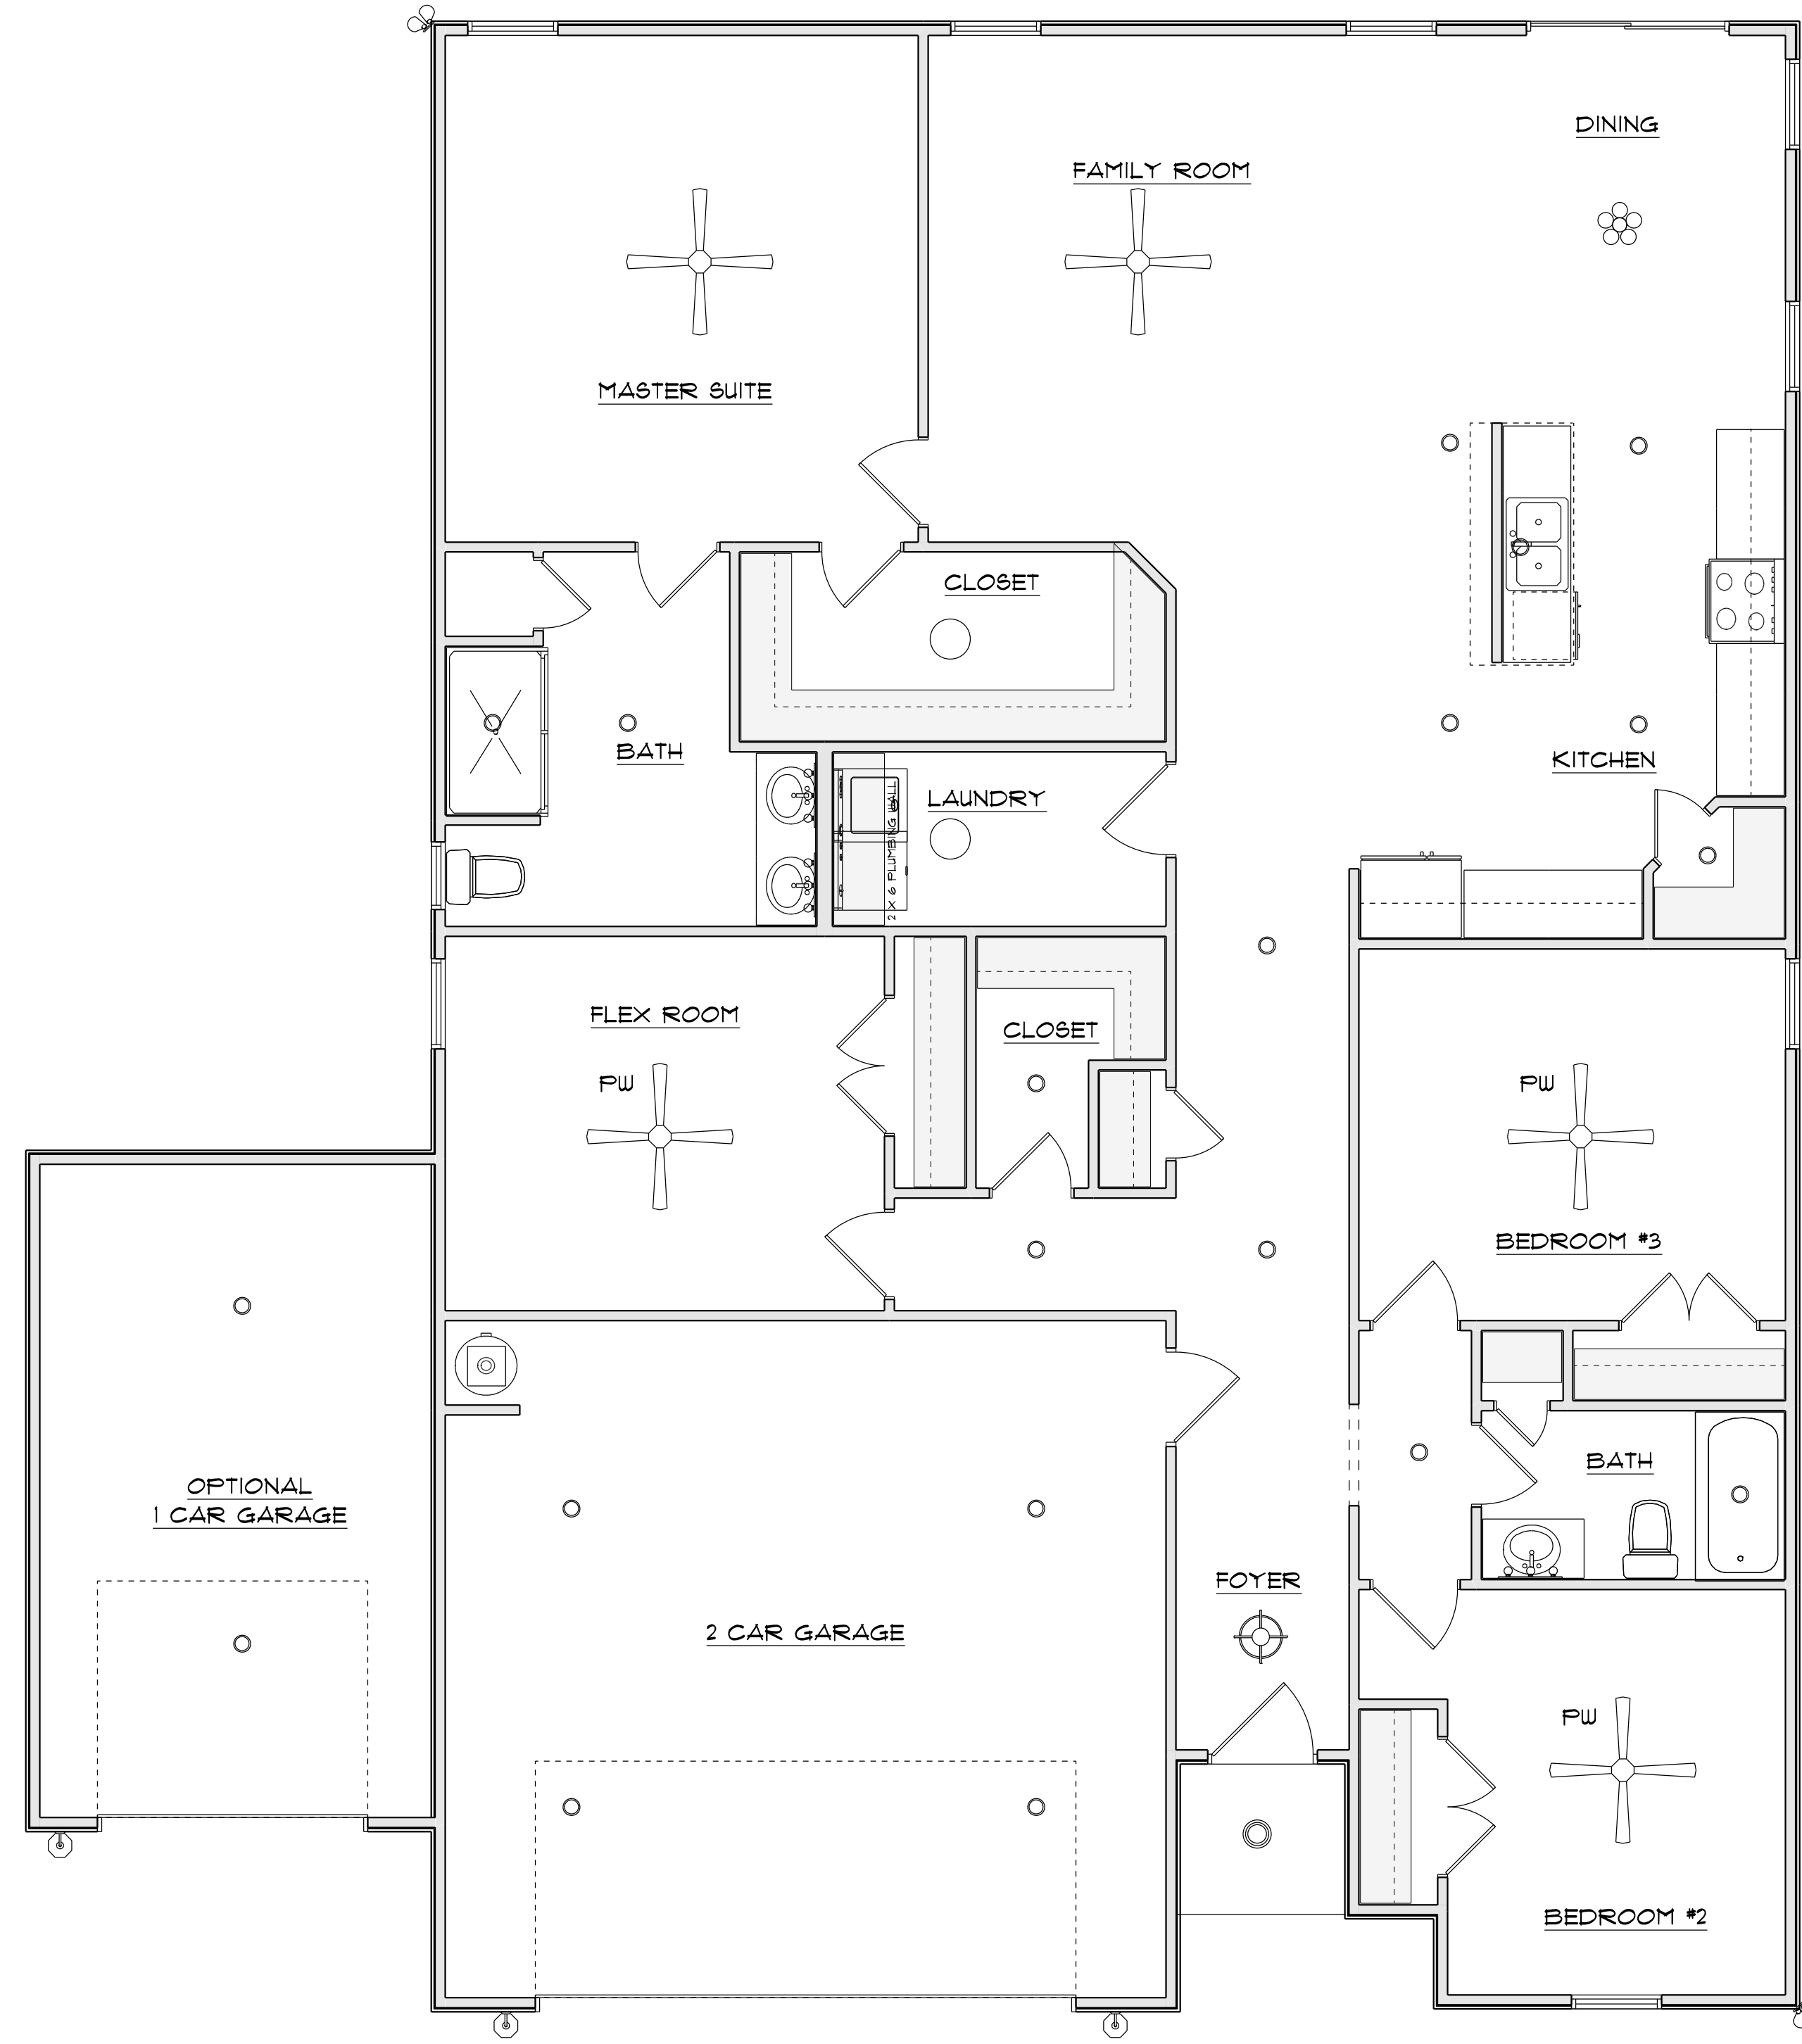 DINING
FAMILY ROOM
MASTER SUITE
CLOSET
BATH
KITCHEN
LAUNDRY
2 X 6 PLUMBING WALL
FLEX ROOM
CLOSET
PW
PW
BEDROOM #3
BATH
OPTIONAL
1 CAR GARAGE
FOYER
2 CAR GARAGE
PW
BEDROOM #2